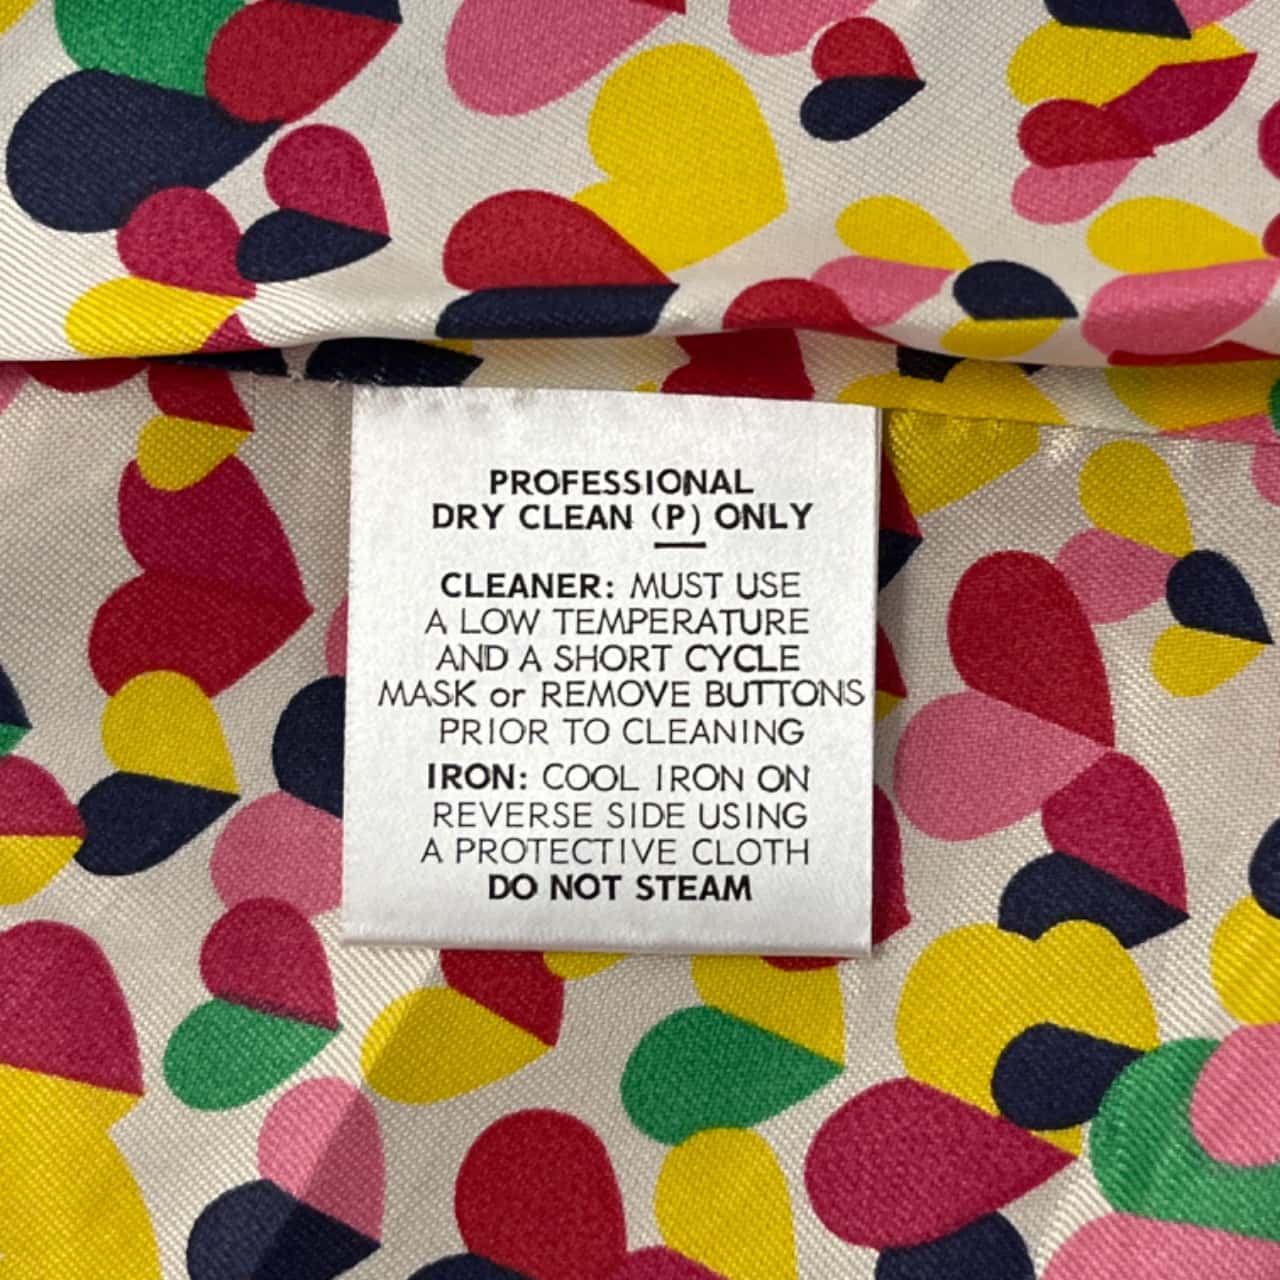 PROFESSIONAL
DRY CLEAN (P) ONLY
CLEANER: MUST USE
A LOW TEMPERATURE
AND A SHORT CYCLE
MASK or REMOVE BUTTONS
PRIOR TO CLEANING
IRON: COOL IRON ON
REVERSE SIDE USING
A PROTECTIVE CLOTH
DO NOT STEAM